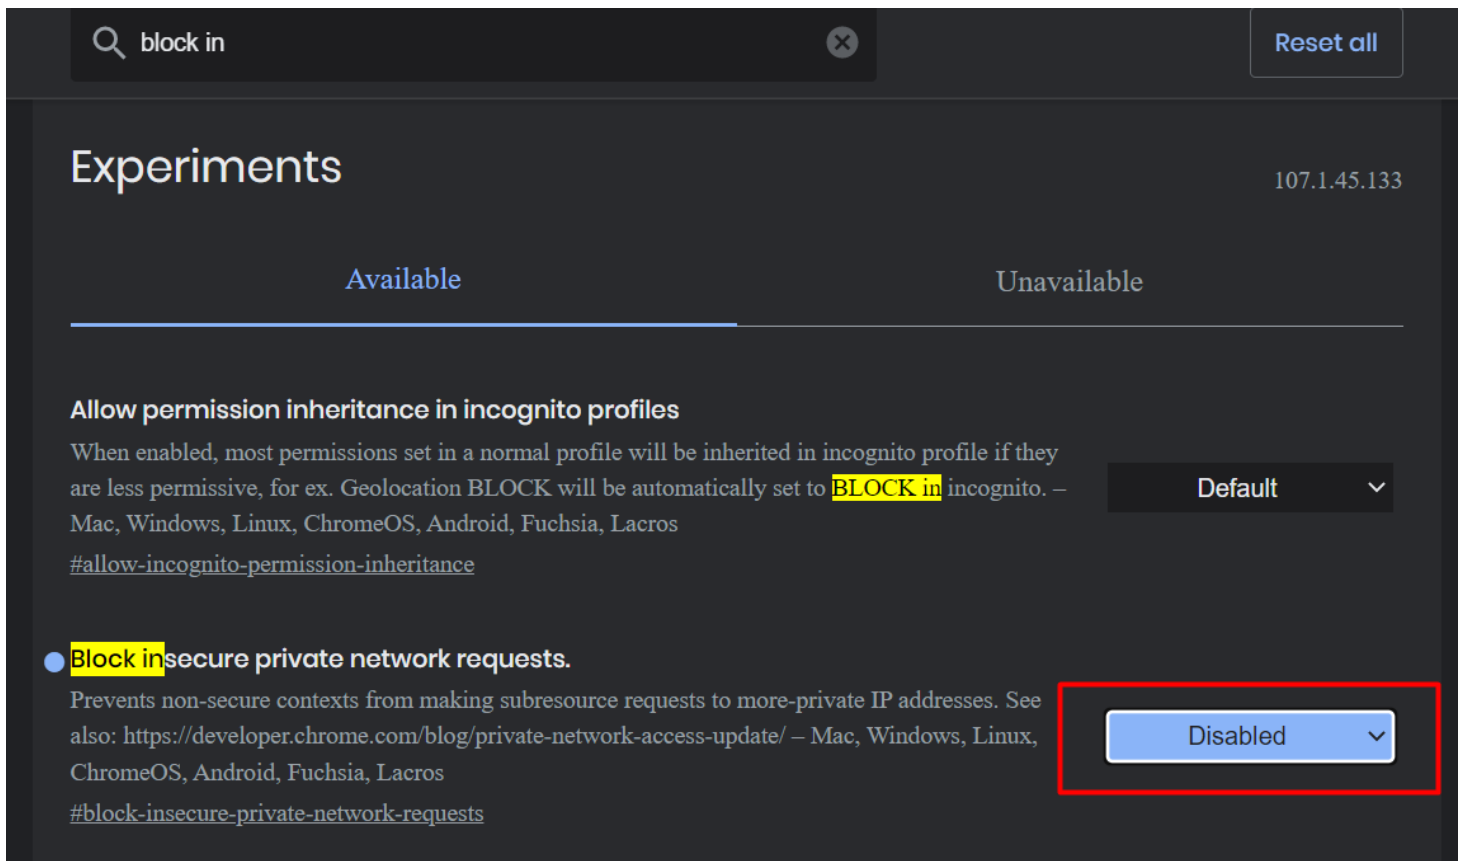 block in
Reset all
Experiments
107.1.45.133
Available
Unavailable
Allow permission inheritance in incognito profiles
When enabled, most permissions set in a normal profile will be inherited in incognito profile if they
are less permissive, for ex. Geolocation BLOCK will be automatically set to BLOCK in incognito. –
Mac, Windows, Linux, ChromeOS, Android, Fuchsia, Lacros
#allow-incognito-permission-inheritance
Default
Block insecure private network requests.
Prevents non-secure contexts from making subresource requests to more-private IP addresses. See
also: https://developer.chrome.com/blog/private-network-access-update/ – Mac, Windows, Linux,
ChromeOS, Android, Fuchsia, Lacros
#block-insecure-private-network-requests
Disabled